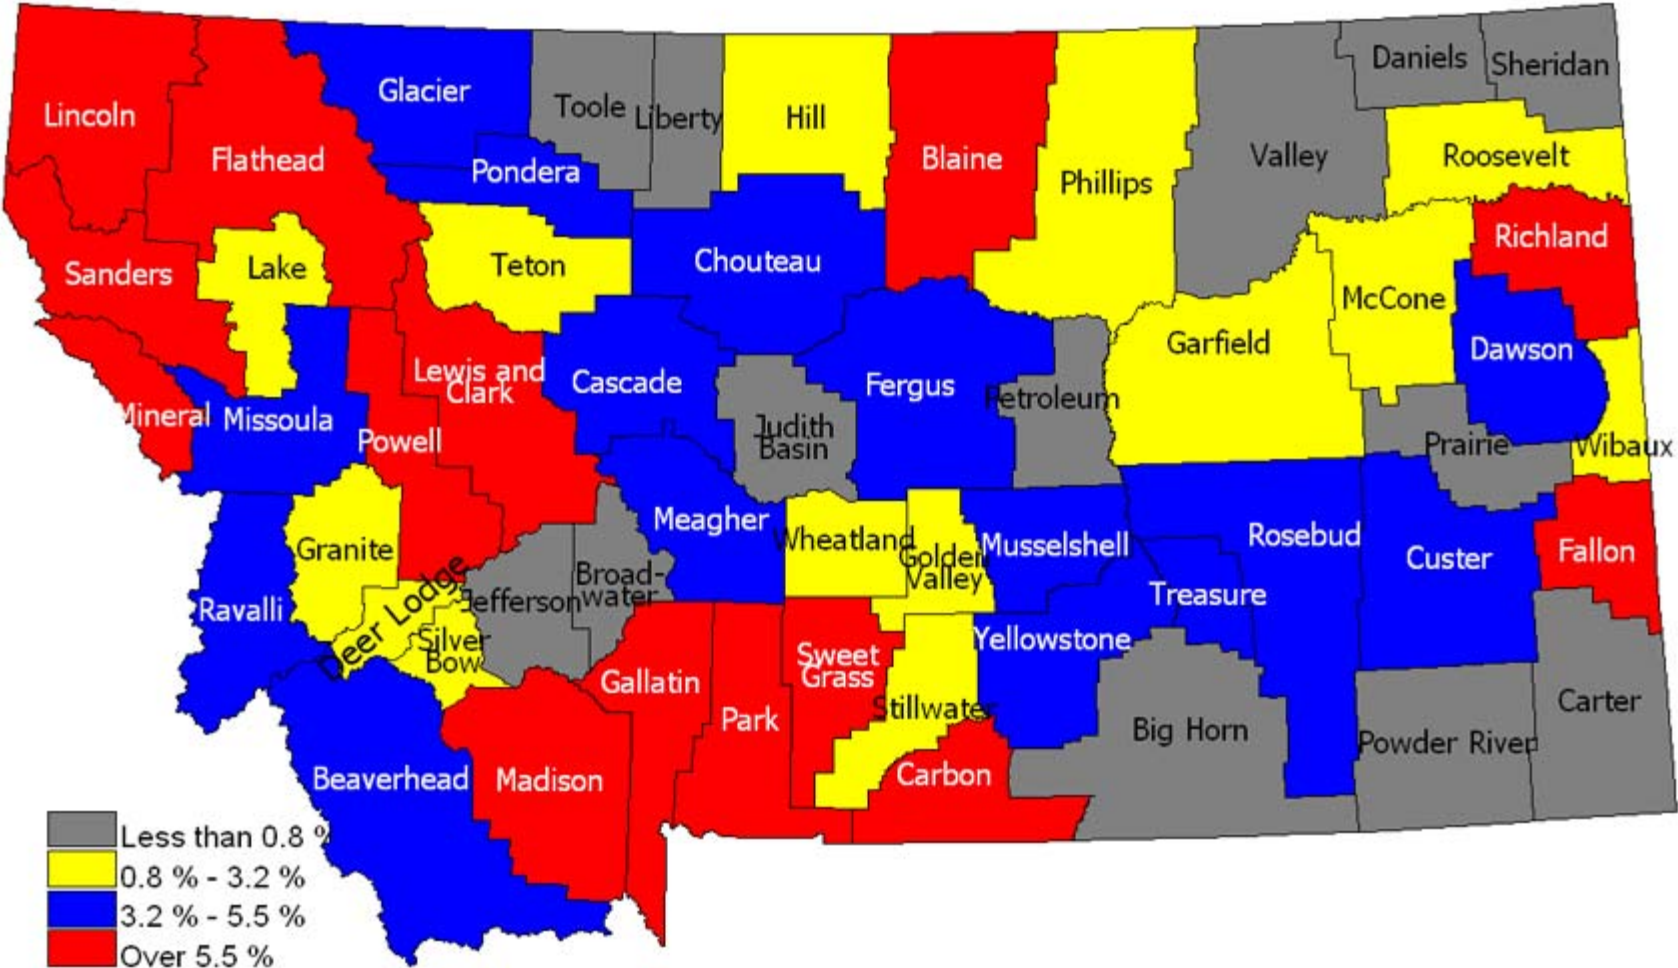 Daniels
Sheridan
Glacier
Toole
Liberty
Hill
Lincoln
Flathead
Blaine
Valley
Roosevelt
Pondera
Phillips
Richland
Sanders
Lake
Teton
Chouteau
McCone
Garfield
Dawson
Lewis and
Clark
Cascade
Fergus
Petroleum
Mineral
Missoula
Powell
Judith
Basin
Prairie
Wibaux
Meagher
Wheatland
Golden
Valley
Musselshell
Rosebud
Custer
Fallon
Granite
Deer Lodge
Jefferson
Broad-
water
Treasure
Ravalli
Silver
Bow
Yellowstone
Gallatin
Sweet
Grass
Park
Stillwater
Big Horn
Powder River
Carter
Beaverhead
Madison
Carbon
Less than 0.8 %
0.8 % - 3.2 %
3.2 % - 5.5 %
Over 5.5 %